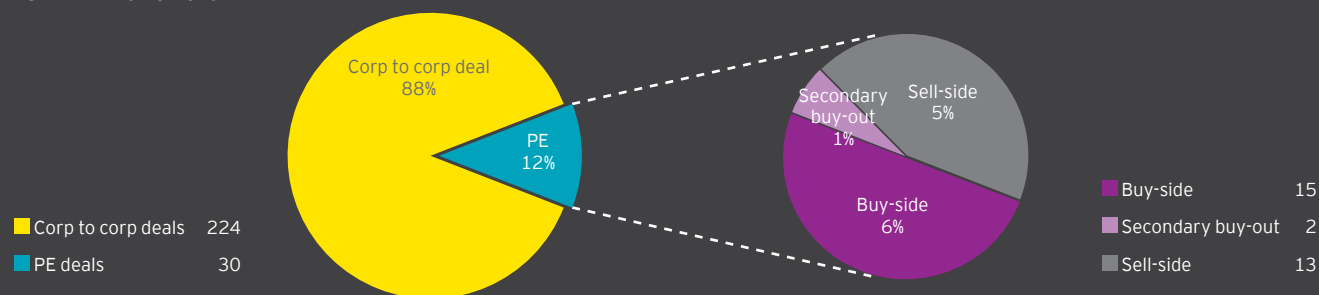 Corp to corp deal
88%
PE
12%
Corp to corp deals 224
PE deals 30
Sell-side
5%
Secondary
buy-out
1%
Buy-side
6%
Buy-side 15
Secondary buy-out 2
Sell-side 13